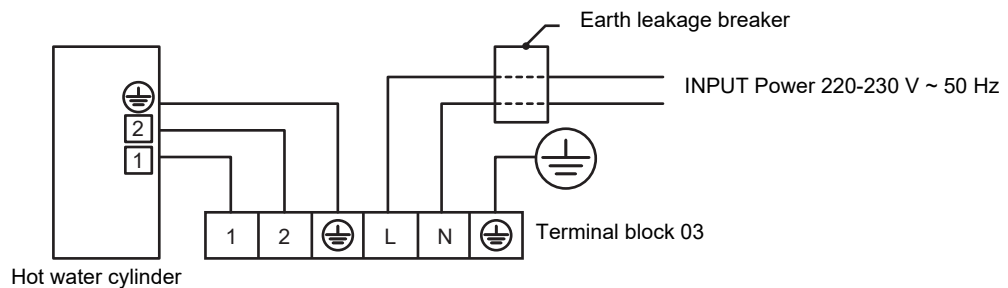 Earth leakage breaker
INPUT Power 220-230 V ~ 50 Hz
2
1
1 2 L N
Terminal block 03
Hot water cylinder